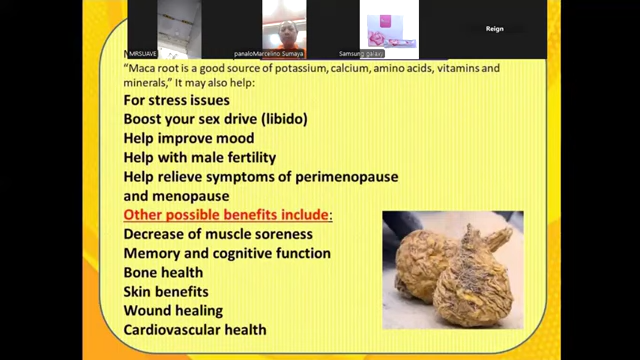 Reign
MRSUAVE
panaloMarcelino Sumaya
Samsung galaxy
"Maca root is a good source of potassium, calcium, amino acids, vitamins and
minerals," It may also help:
For stress issues
Boost your sex drive (libido)
Help improve mood
Help with male fertility
Help relieve symptoms of perimenopause
and menopause
Other possible benefits include:
Decrease of muscle soreness
Memory and cognitive function
Bone health
Skin benefits
Wound healing
Cardiovascular health